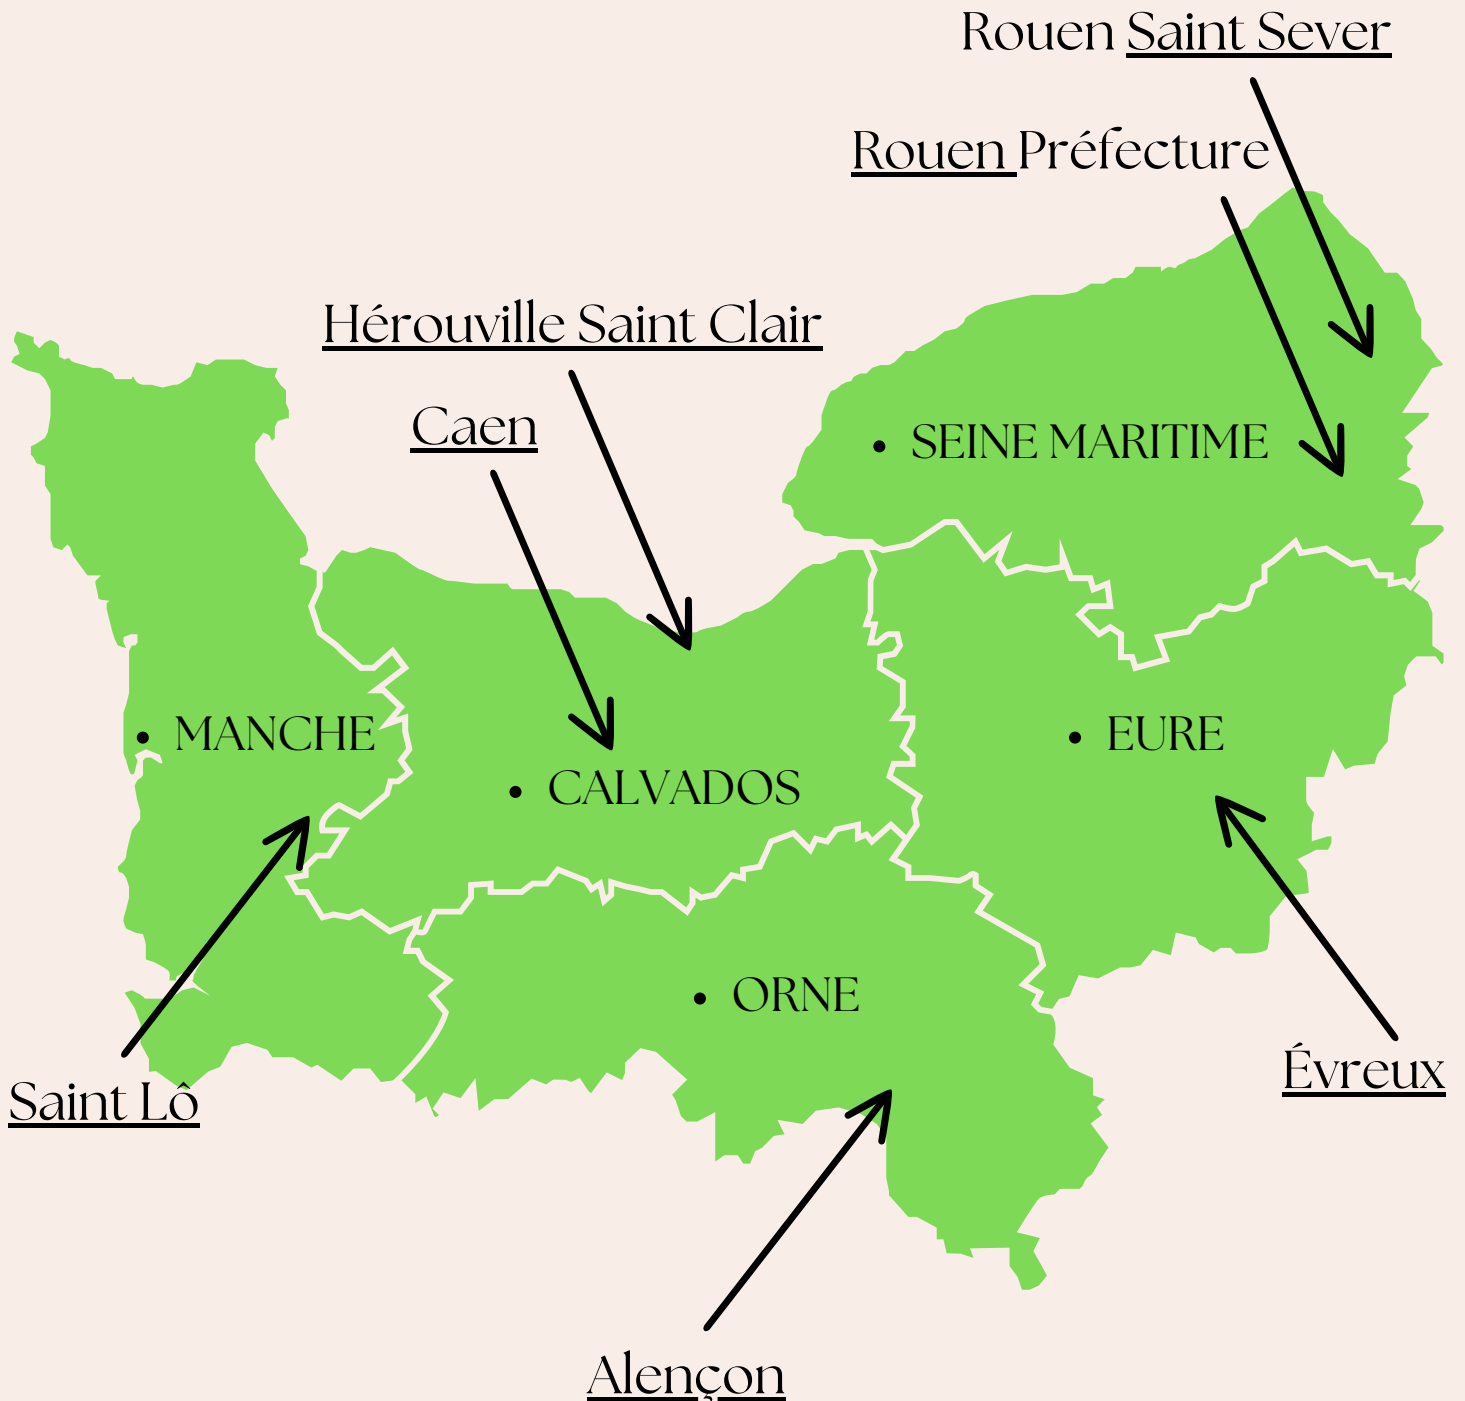 Rouen Saint Sever
Rouen Préfecture
Hérouville Saint Clair
Caen
• SEINE MARITIME
• MANCHE
• EURE
• CALVADOS
• ORNE
Évreux
Saint Lô
Alençon